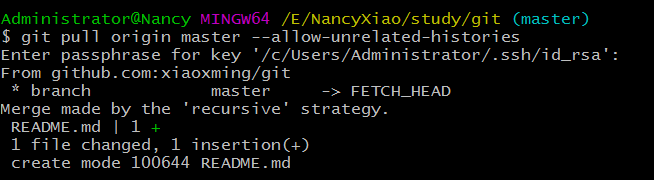 Administrator@Nancy MINGW64 /E/NancyXiao/study/git (master)
$ git pull origin master --allow-unrelated-histories
Enter passphrase for key '/c/Users/Administrator/.ssh/id_rsa':
From github.com:xiaoxming/git
 * branch            master     -> FETCH_HEAD
Merge made by the 'recursive' strategy.
 README.md | 1 +
 1 file changed, 1 insertion(+)
 create mode 100644 README.md